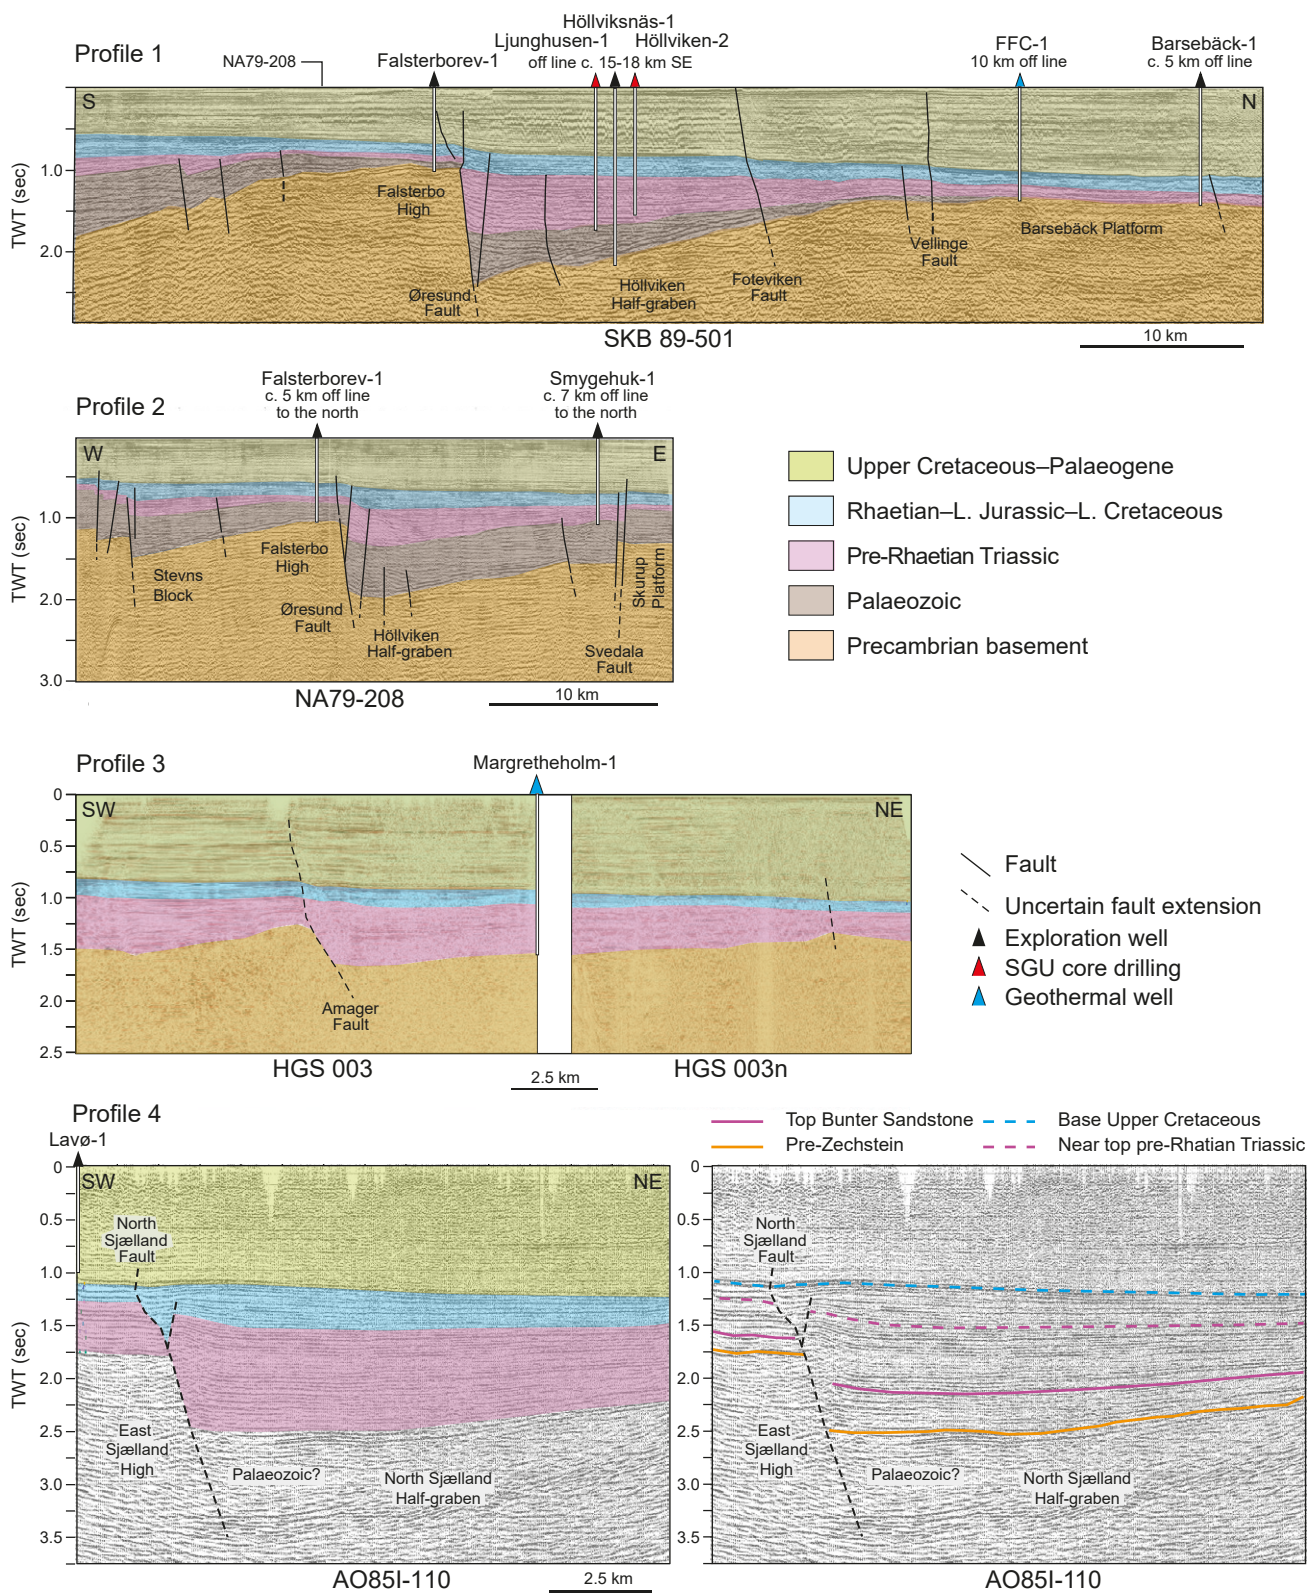 Profile 1
NA79-208
Falsterborev-1
Höllviksnäs-1
Ljunghusen-1
Höllviken-2
off line c. 15-18 km SE
FFC-1
10 km off line
Barsebäck-1
c. 5 km off line
S
N
TWT (sec)
1.0
2.0
Falsterbo
High
Øresund
Fault
Höllviken
Half-graben
Foteviken
Fault
Vellinge
Fault
Barsebäck Platform
SKB 89-501
10 km
Profile 2
Falsterborev-1
c. 5 km off line
to the north
Smygehuk-1
c. 7 km off line
to the north
W
E
TWT (sec)
1.0
2.0
3.0
Stevns
Block
Falsterbo
High
Øresund
Fault
Höllviken
Half-graben
Svedala
Fault
Skurup
Platform
NA79-208
10 km
Upper Cretaceous–Palaeogene
Rhaetian–L. Jurassic–L. Cretaceous
Pre-Rhaetian Triassic
Palaeozoic
Precambrian basement
Profile 3
Margretheholm-1
SW
NE
TWT (sec)
0
0.5
1.0
1.5
2.0
2.5
Amager
Fault
HGS 003
2.5 km
HGS 003n
Fault
Uncertain fault extension
Exploration well
SGU core drilling
Geothermal well
Profile 4
Lavø-1
SW
NE
TWT (sec)
0
0.5
1.0
1.5
2.0
2.5
3.0
3.5
North
Sjælland
Fault
East
Sjælland
High
Palaeozoic?
North Sjælland
Half-graben
AO85I-110
2.5 km
Top Bunter Sandstone
Pre-Zechstein
Base Upper Cretaceous
Near top pre-Rhatian Triassic
0
0.5
1.0
1.5
2.0
2.5
3.0
3.5
North
Sjælland
Fault
East
Sjælland
High
Palaeozoic?
North Sjælland
Half-graben
AO85I-110